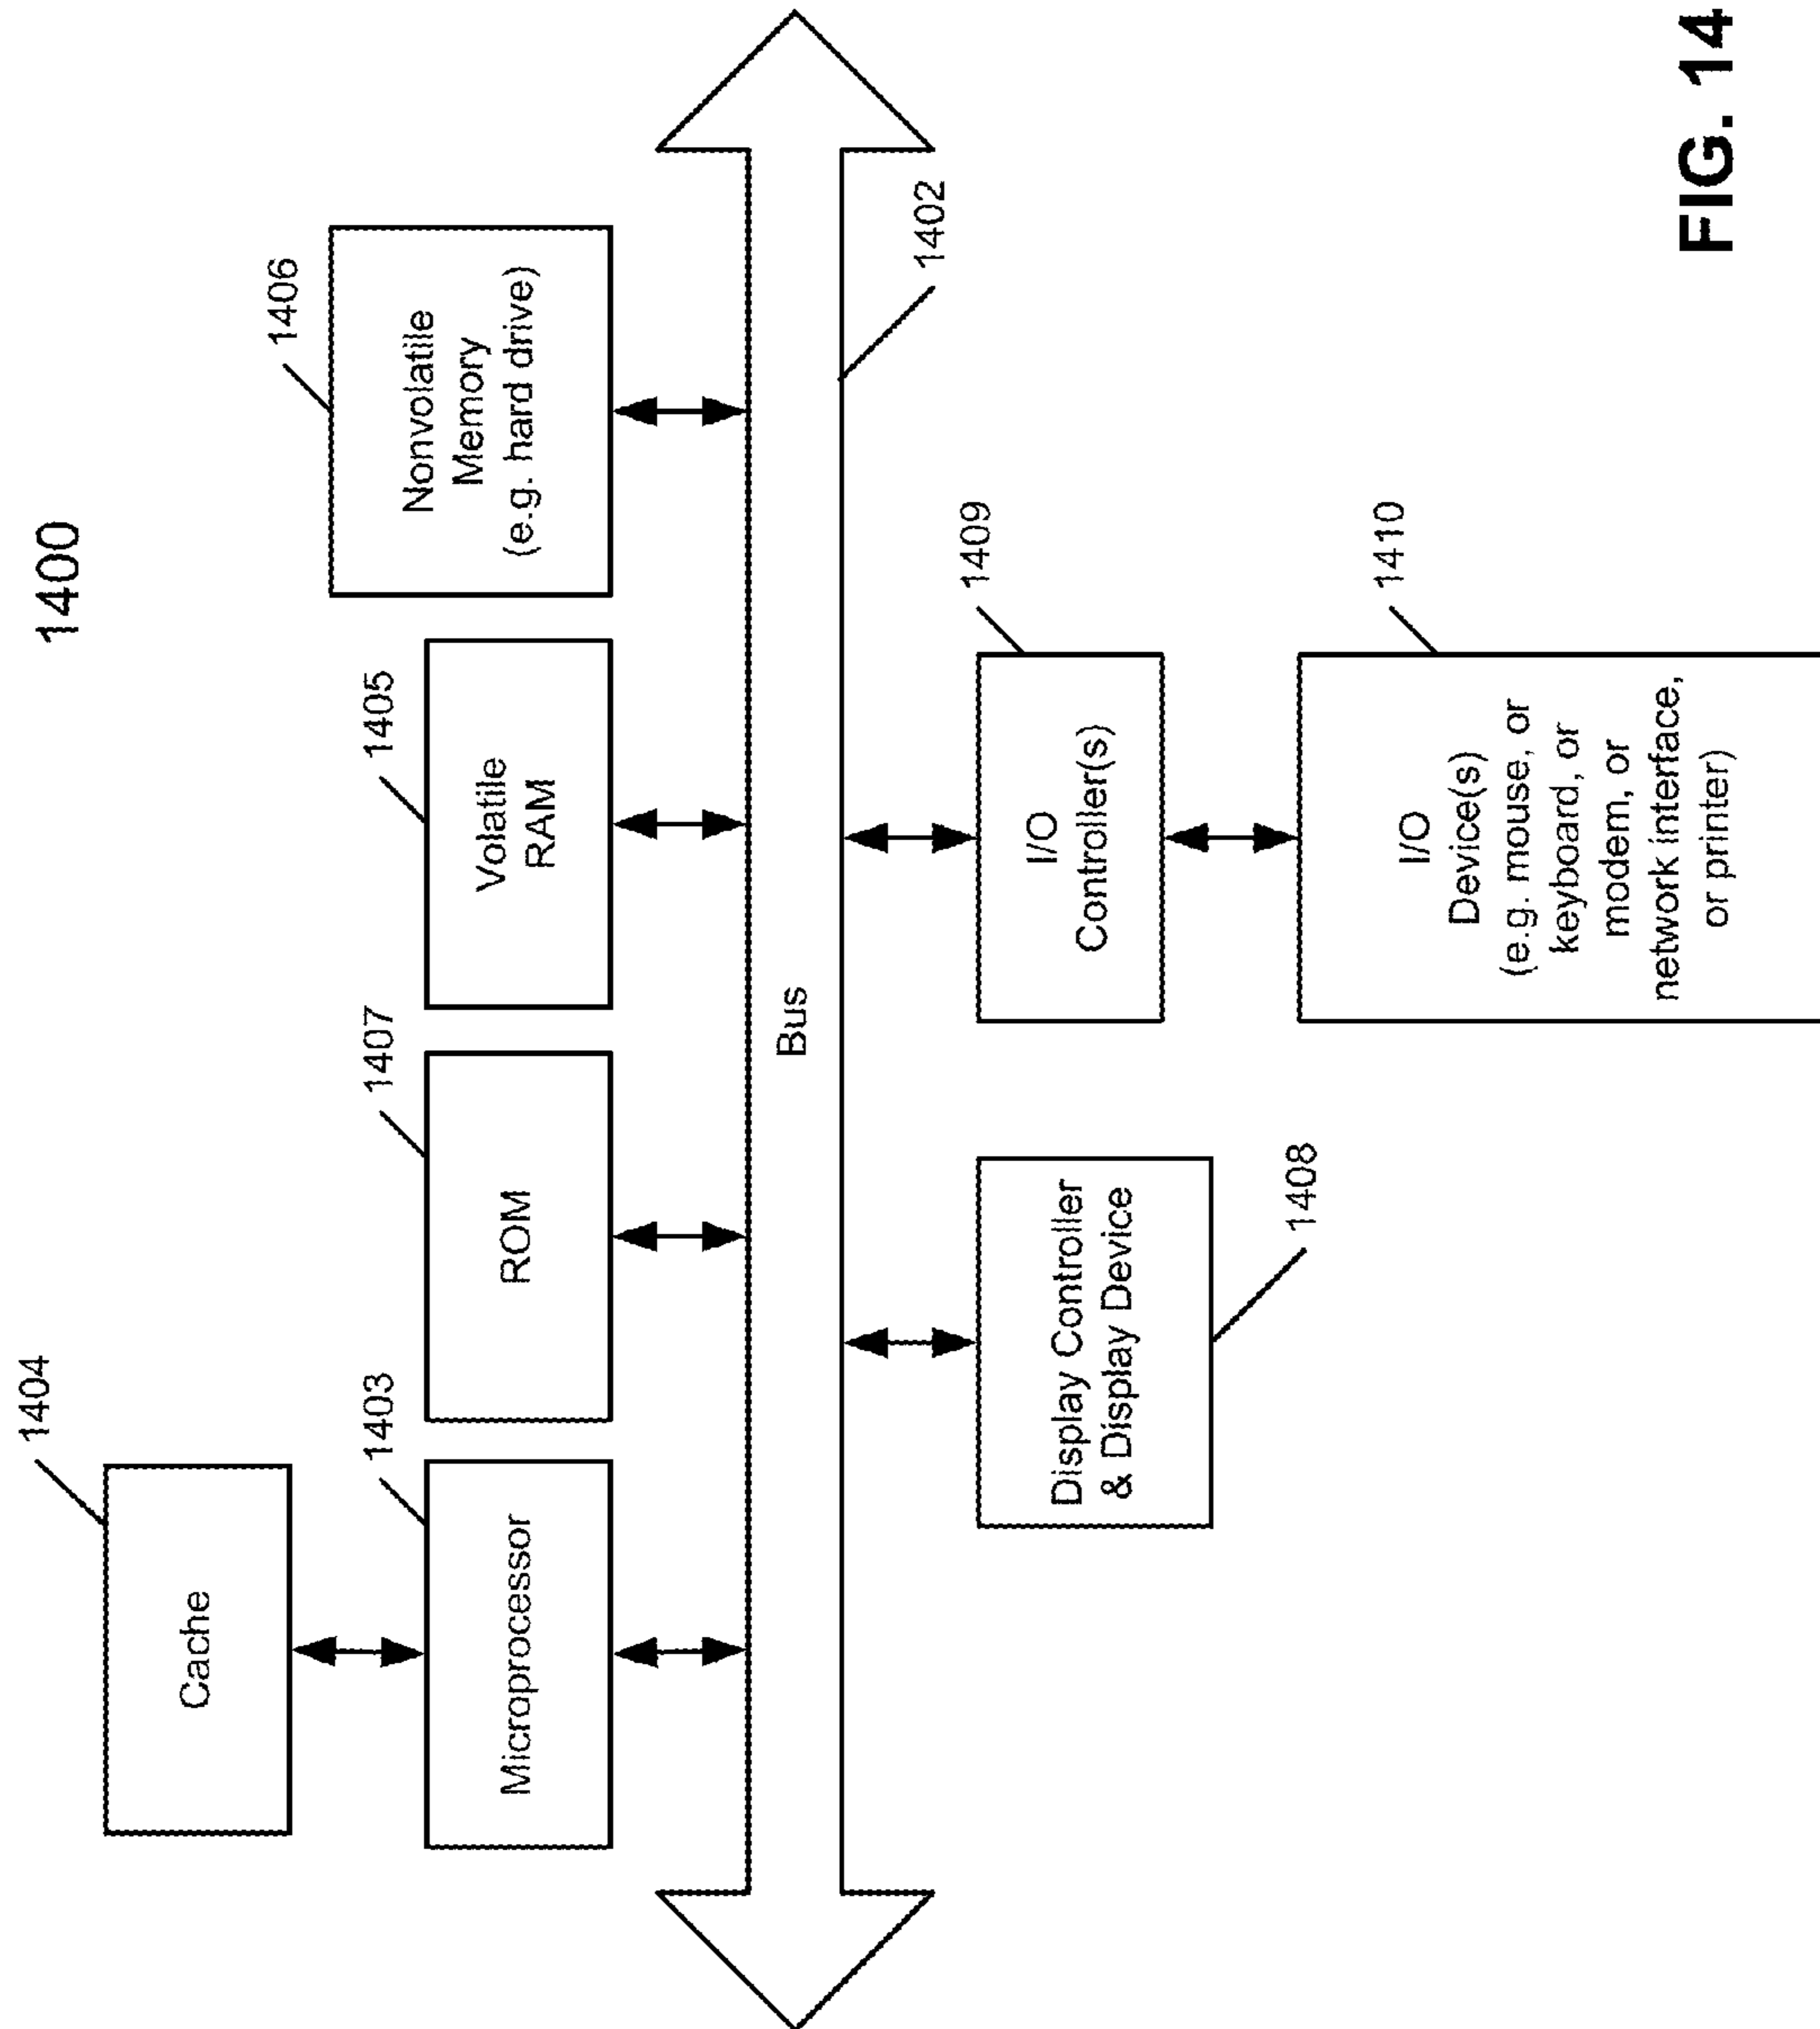 1400
1404
Cache
1403
Microprocessor
1407
ROM
1405
Volatile
RAM
1406
Nonvolatile
Memory
(e.g. hard drive)
Bus
1402
Display Controller
& Display Device
1408
I/O
Controller(s)
1409
I/O
Device(s)
(e.g. mouse, or
keyboard, or
modem, or
network interface,
or printer)
1410
FIG. 14